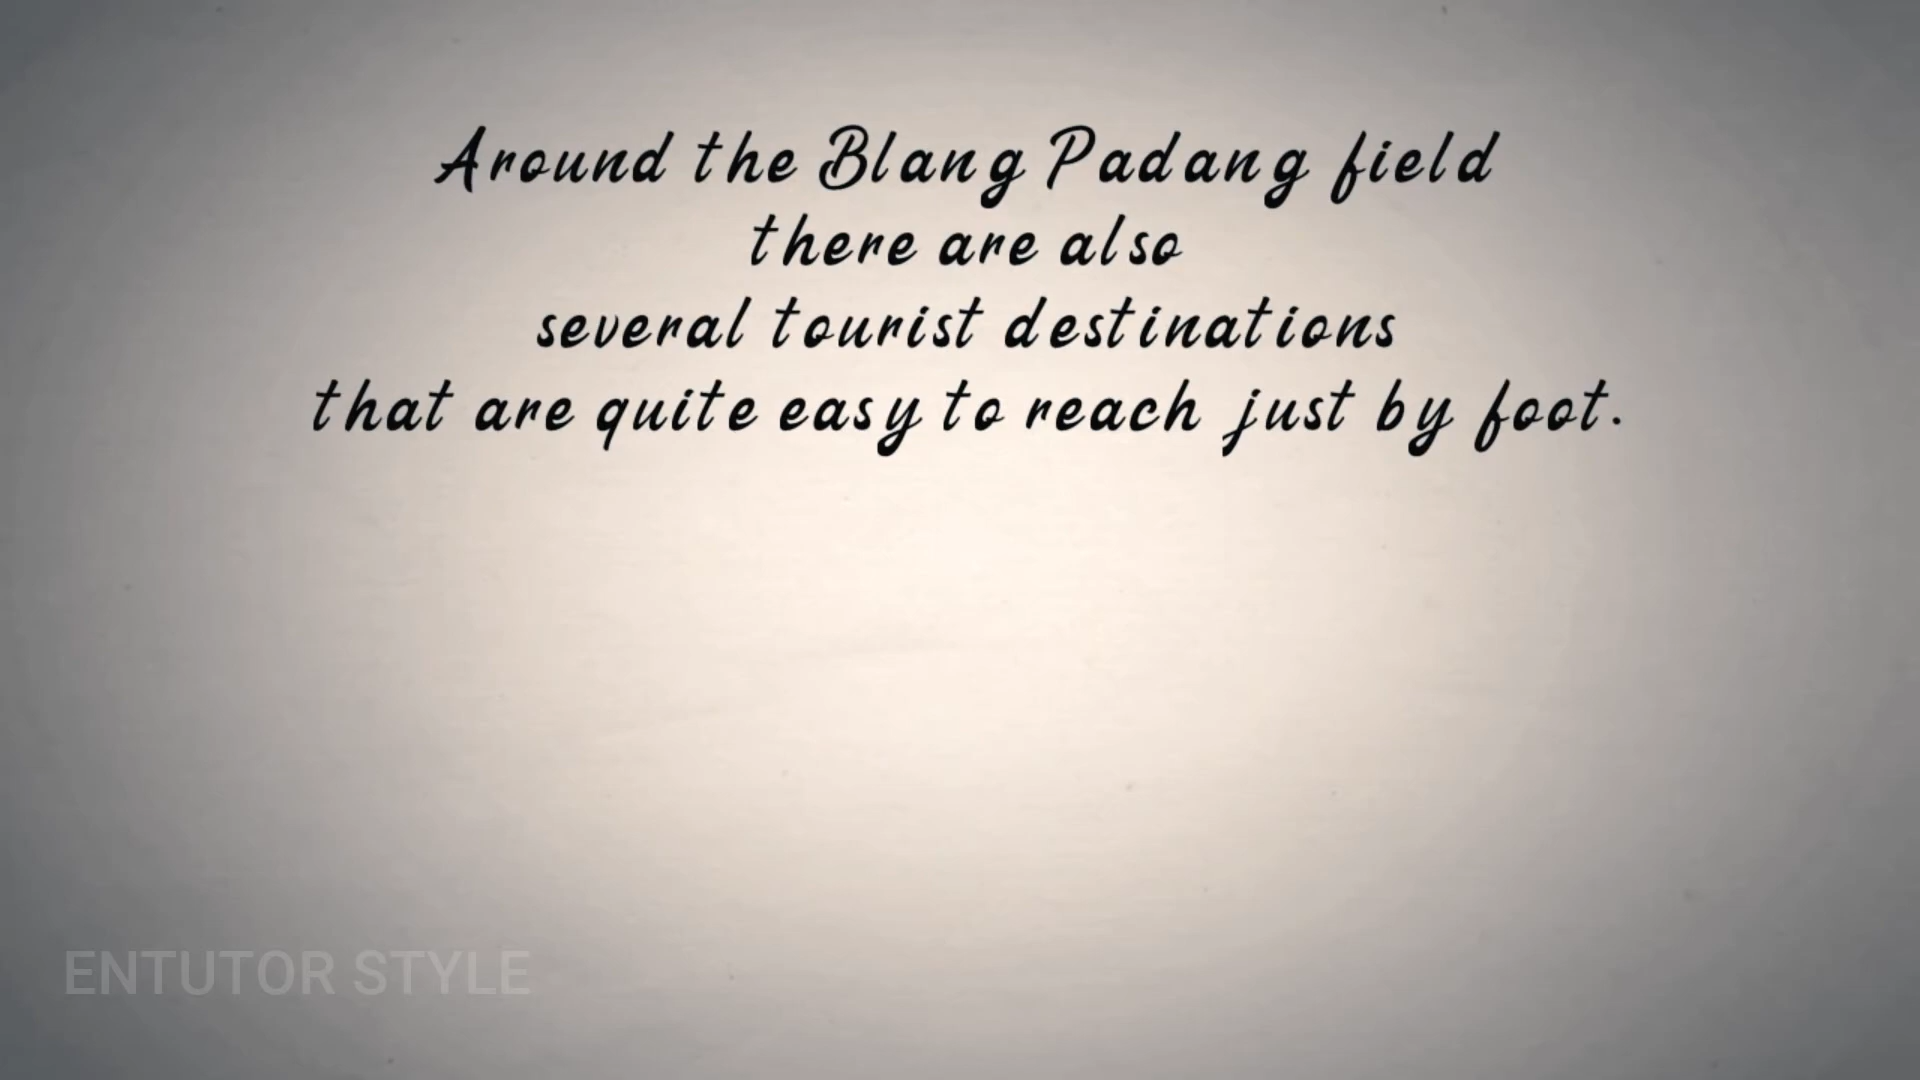 Around the Blang Padang field
there are also
several tourist destinations
that are quite easy to reach just by foot.
ENTUTOR STYLE